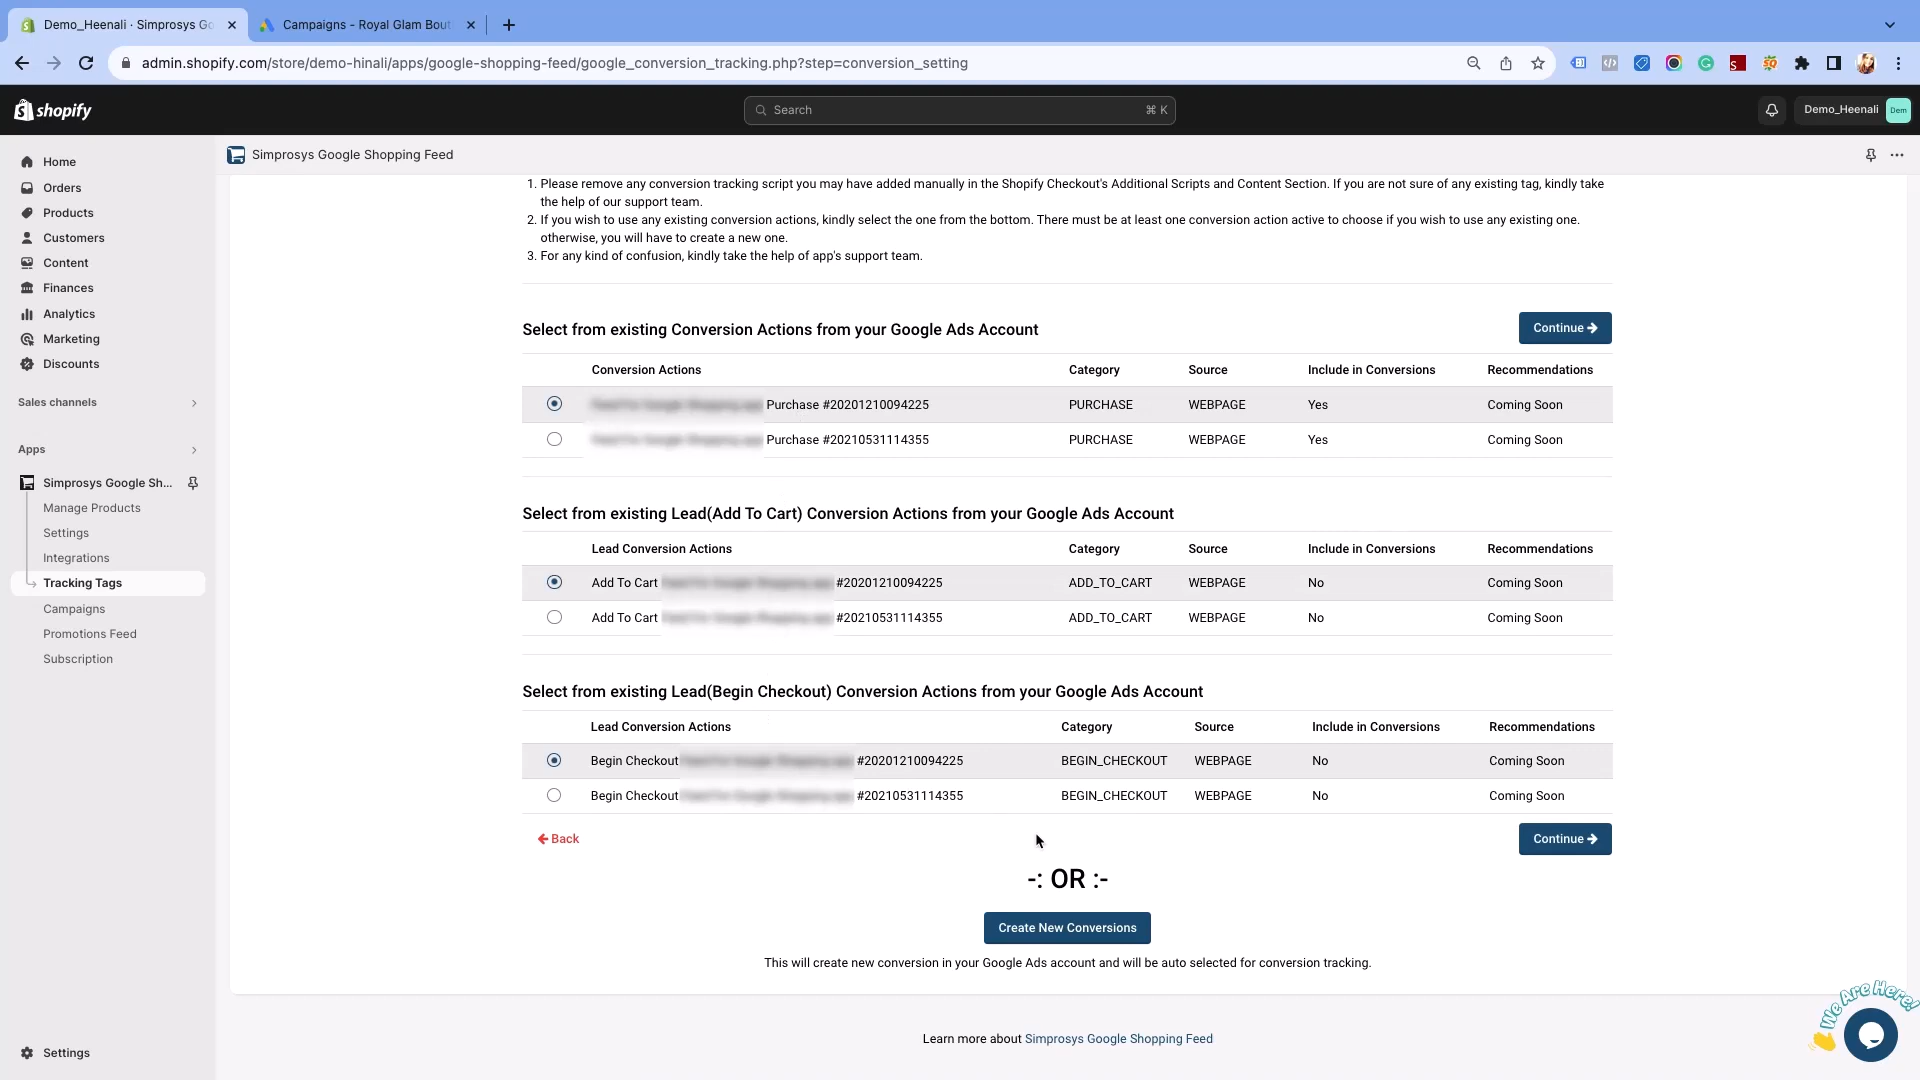 Demo_Heenali · Simprosys Go
Campaigns - Royal Glam Bout
admin.shopify.com/store/demo-hinali/apps/google-shopping-feed/google_conversion_tracking.php?step=conversion_setting
shopify
Search
⌘ K
Demo_Heenali
Dem
Simprosys Google Shopping Feed
Home
Orders
Products
Customers
Content
Finances
Analytics
Marketing
Discounts
Sales channels
Apps
Simprosys Google Sh...
Manage Products
Settings
Integrations
Tracking Tags
Campaigns
Promotions Feed
Subscription
Settings
1. Please remove any conversion tracking script you may have added manually in the Shopify Checkout's Additional Scripts and Content Section. If you are not sure of any existing tag, kindly take
the help of our support team.
2. If you wish to use any existing conversion actions, kindly select the one from the bottom. There must be at least one conversion action active to choose if you wish to use any existing one.
otherwise, you will have to create a new one.
3. For any kind of confusion, kindly take the help of app's support team.
Select from existing Conversion Actions from your Google Ads Account
Continue →
Conversion Actions Category Source Include in Conversions Recommendations
Purchase #20201210094225 PURCHASE WEBPAGE Yes Coming Soon
Purchase #20210531114355 PURCHASE WEBPAGE Yes Coming Soon
Select from existing Lead(Add To Cart) Conversion Actions from your Google Ads Account
Lead Conversion Actions Category Source Include in Conversions Recommendations
Add To Cart #20201210094225 ADD_TO_CART WEBPAGE No Coming Soon
Add To Cart #20210531114355 ADD_TO_CART WEBPAGE No Coming Soon
Select from existing Lead(Begin Checkout) Conversion Actions from your Google Ads Account
Lead Conversion Actions Category Source Include in Conversions Recommendations
Begin Checkout #20201210094225 BEGIN_CHECKOUT WEBPAGE No Coming Soon
Begin Checkout #20210531114355 BEGIN_CHECKOUT WEBPAGE No Coming Soon
← Back
Continue →
-: OR :-
Create New Conversions
This will create new conversion in your Google Ads account and will be auto selected for conversion tracking.
We Are Here!
Learn more about Simprosys Google Shopping Feed